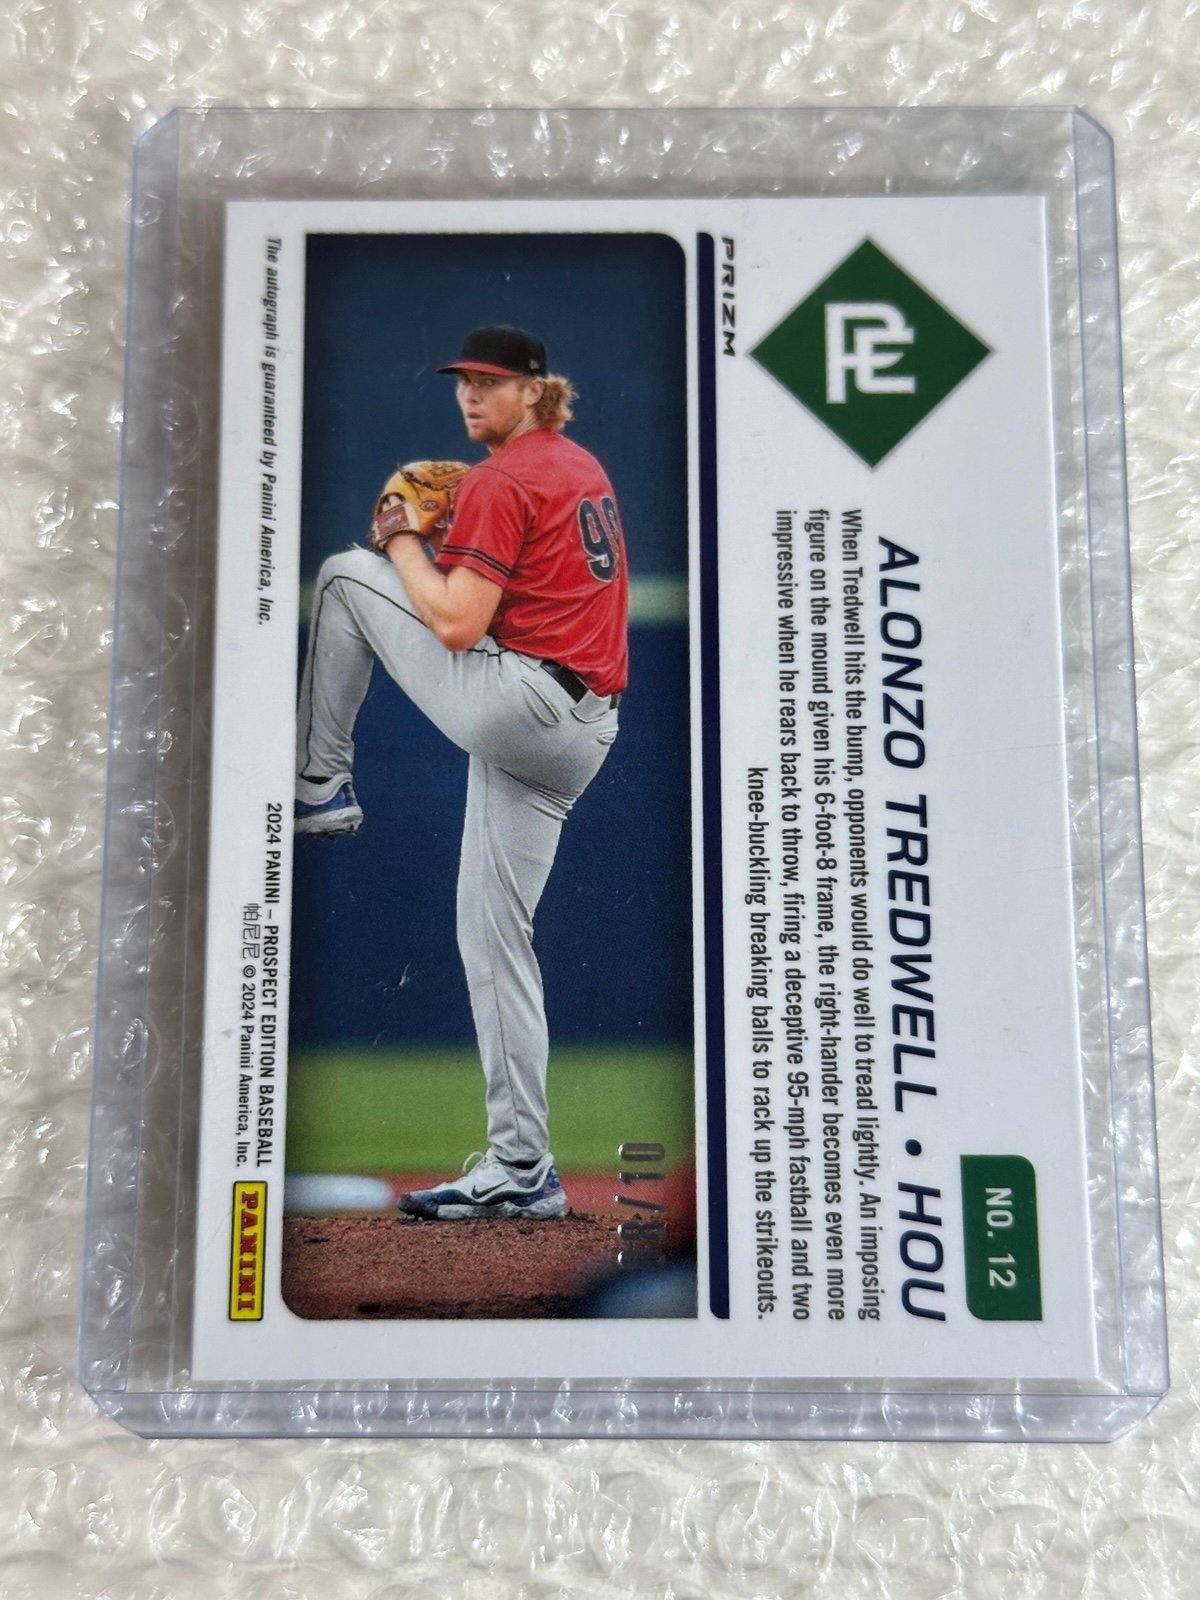 NO. 12
ALONZO TREDWELL • HOU
When Tredwell hits the bump, opponents would do well to tread lightly. An imposing
figure on the mound given his 6-foot-8 frame, the right-hander becomes even more
impressive when he rears back to throw, firing a deceptive 95-mph fastball and two
knee-buckling breaking balls to rack up the strikeouts.
PE
PRIZM
The autograph is guaranteed by Panini America, Inc.
2024 PANINI – PROSPECT EDITION BASEBALL
帕尼尼 © 2024 Panini America, Inc.
PANINI